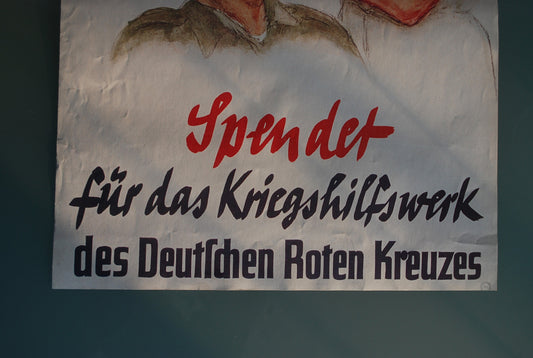 Spendet
für das Kriegshilfswerk
des Deutſchen Roten Kreuzes